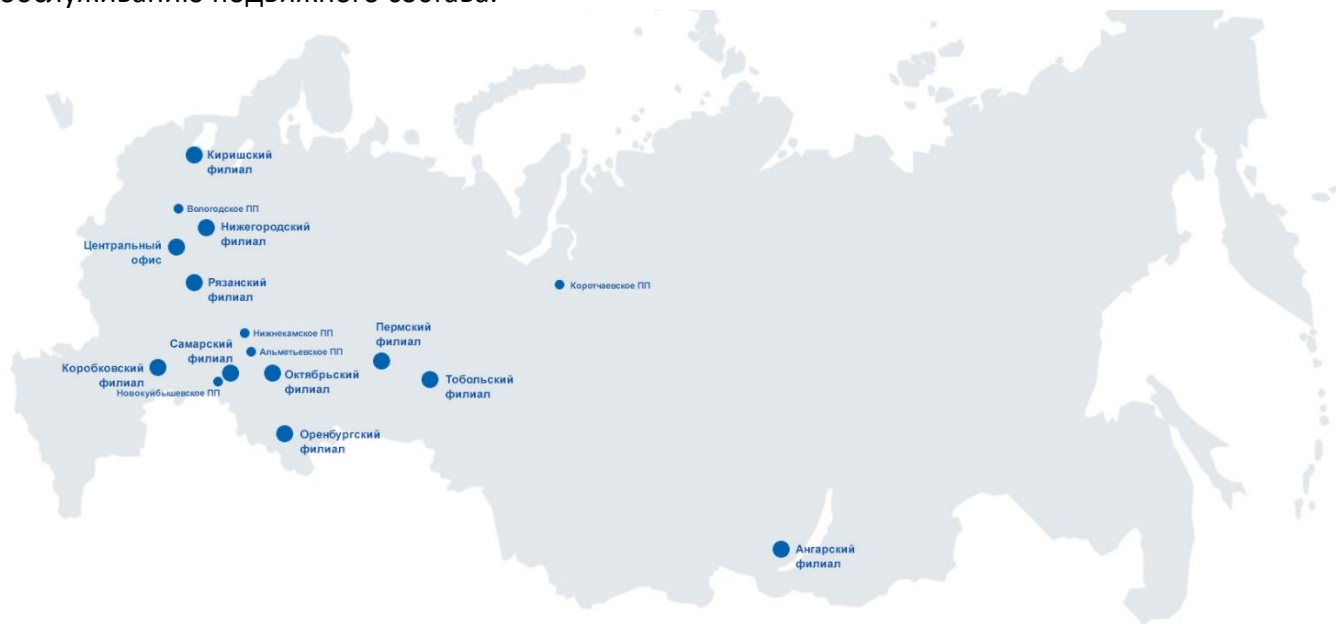 обслуживанию подвижного состава.
Киришский
филиал
Вологодское ПП
Нижегородский
филиал
Центральный
офис
Рязанский
филиал
Коротчаевское ПП
Нижнекамское ПП
Пермский
филиал
Самарский
филиал
Альметьевское ПП
Коробковский
филиал
Октябрьский
филиал
Тобольский
филиал
Новокуйбышевское ПП
Оренбургский
филиал
Ангарский
филиал